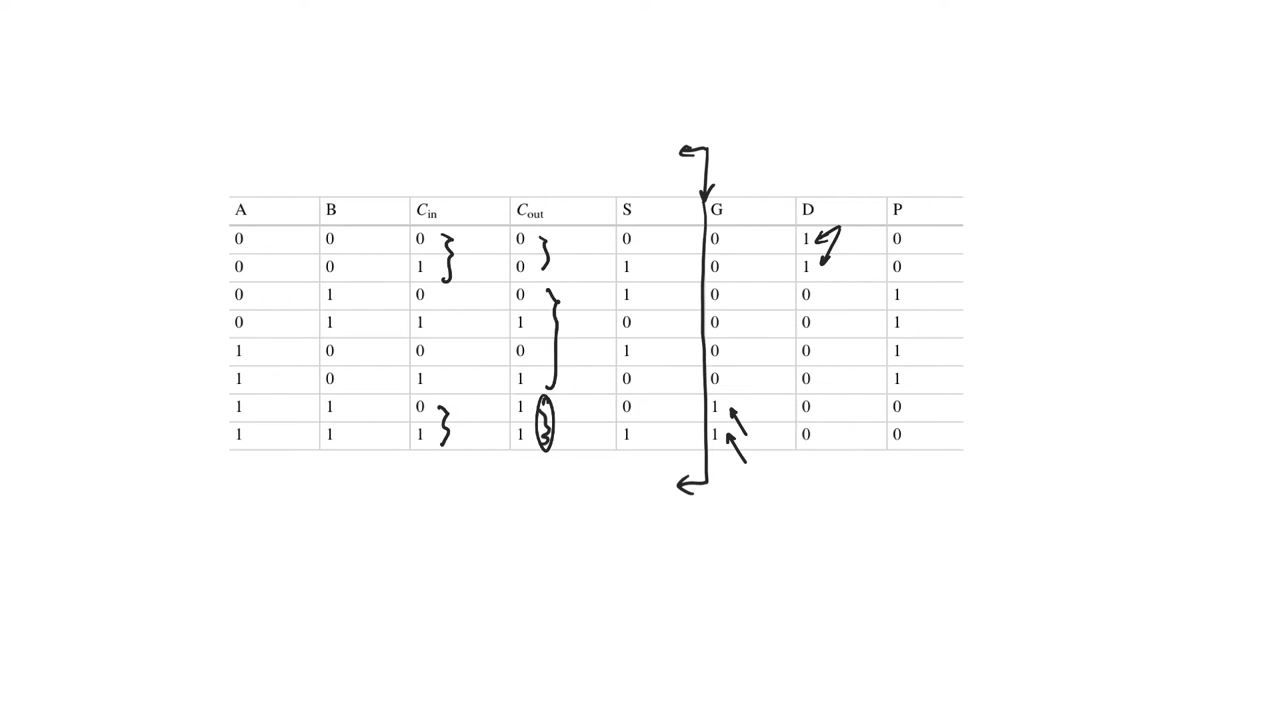 A B Cin Cout S G D P
0 0 0 0 0 0 1 0
0 0 1 0 1 0 1 0
0 1 0 0 1 0 0 1
0 1 1 1 0 0 0 1
1 0 0 0 1 0 0 1
1 0 1 1 0 0 0 1
1 1 0 1 0 1 0 0
1 1 1 1 1 1 0 0